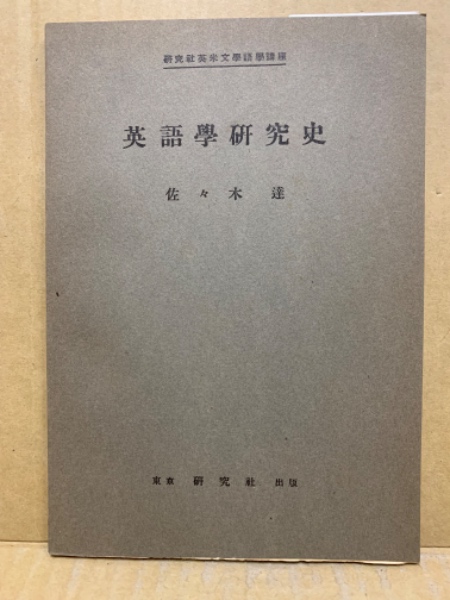 研究社英米文學語學講座
英語學研究史
佐々木 達
東京 研究社 出版